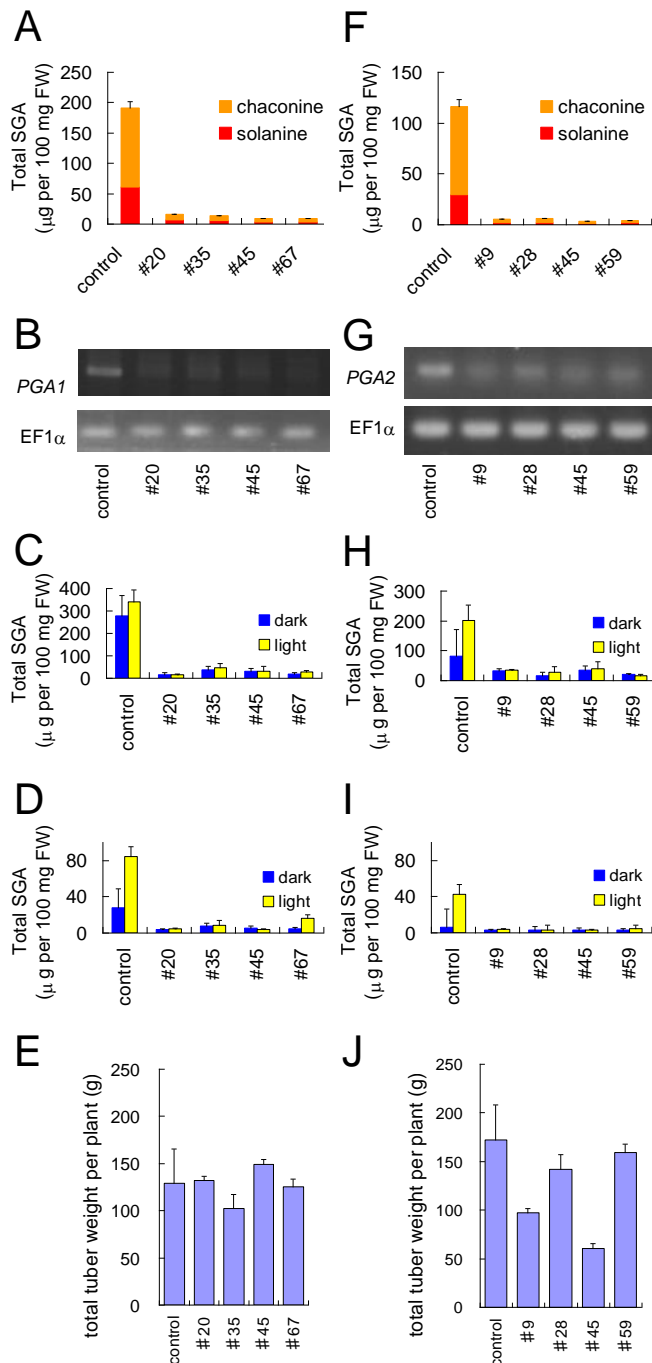 A
Total SGA
(μg per 100 mg FW)
250
200
150
100
50
0
chaconine
solanine
control
#20
#35
#45
#67
F
Total SGA
(μg per 100 mg FW)
150
100
50
0
chaconine
solanine
control
#9
#28
#45
#59
B
PGA1
EF1α
control
#20
#35
#45
#67
G
PGA2
EF1α
control
#9
#28
#45
#59
C
Total SGA
(μ g per 100 mg FW)
400
300
200
100
0
dark
light
control
#20
#35
#45
#67
H
Total SGA
(μ g per 100 mg FW)
300
200
100
0
dark
light
control
#9
#28
#45
#59
D
Total SGA
(μ g per 100 mg FW)
80
40
0
dark
light
control
#20
#35
#45
#67
I
Total SGA
(μ g per 100 mg FW)
80
40
0
dark
light
control
#9
#28
#45
#59
E
total tuber weight per plant (g)
250
200
150
100
50
0
control
#20
#35
#45
#67
J
total tuber weight per plant (g)
250
200
150
100
50
0
control
#9
#28
#45
#59